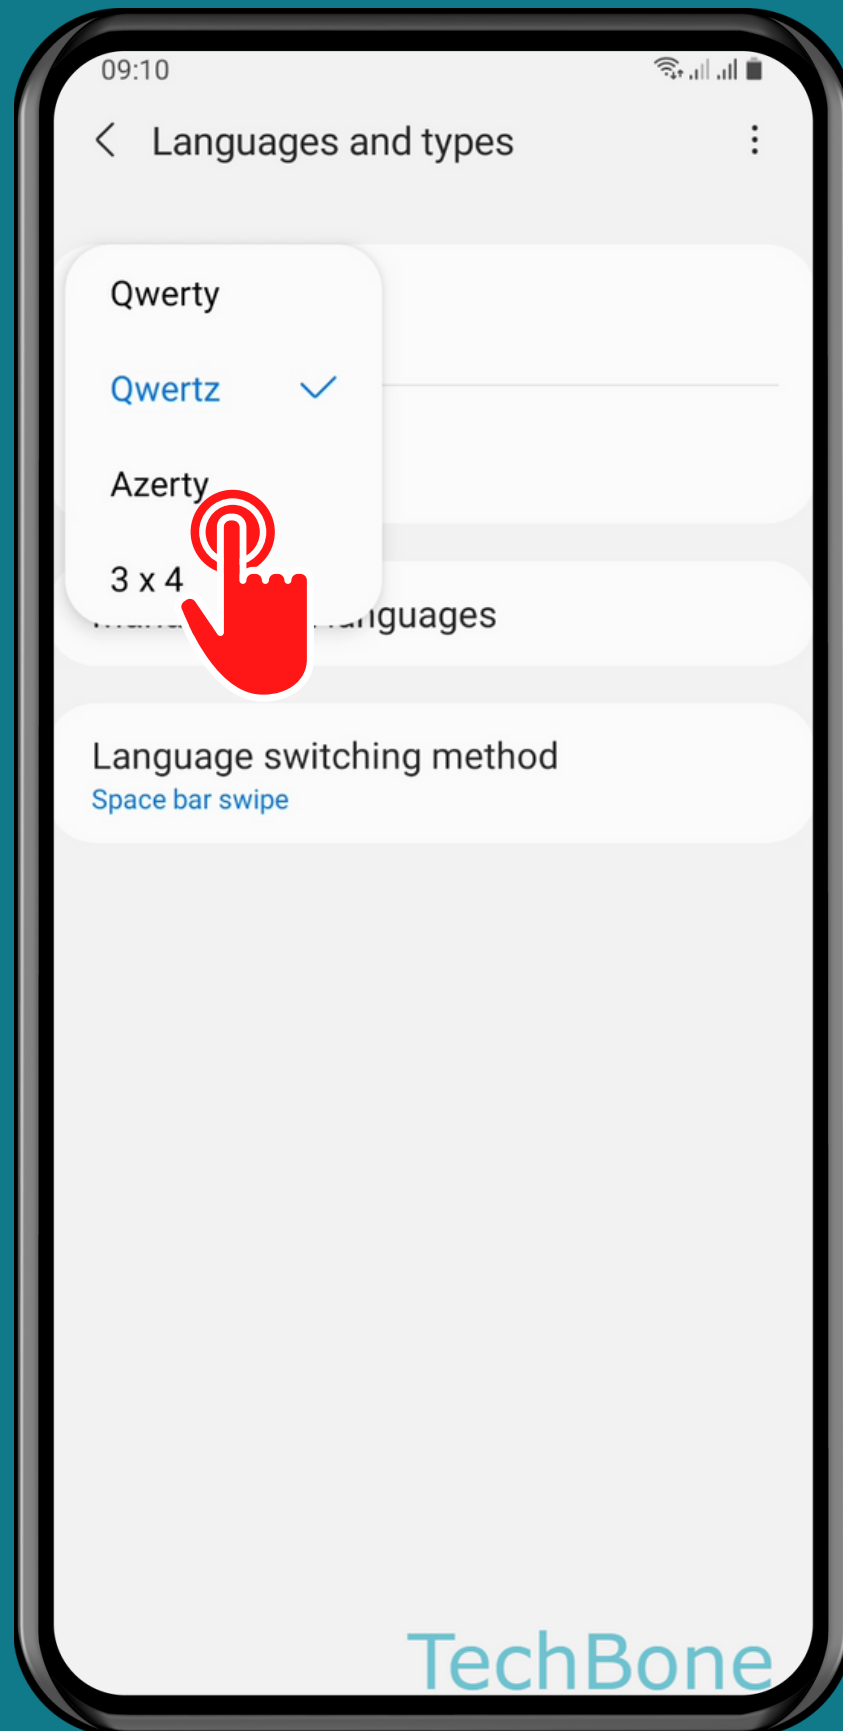 09:10
Languages and types
Qwerty
Qwertz
Azerty
3 x 4
Language switching method
Space bar swipe
TechBone